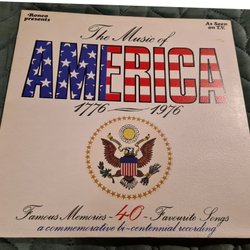 Ronco
presents
As Seen
on T.V.
The Music of
AMERICA
1776 — 1976
Famous Memories - 40 - Favourite Songs
a commemorative bi-centennial recording